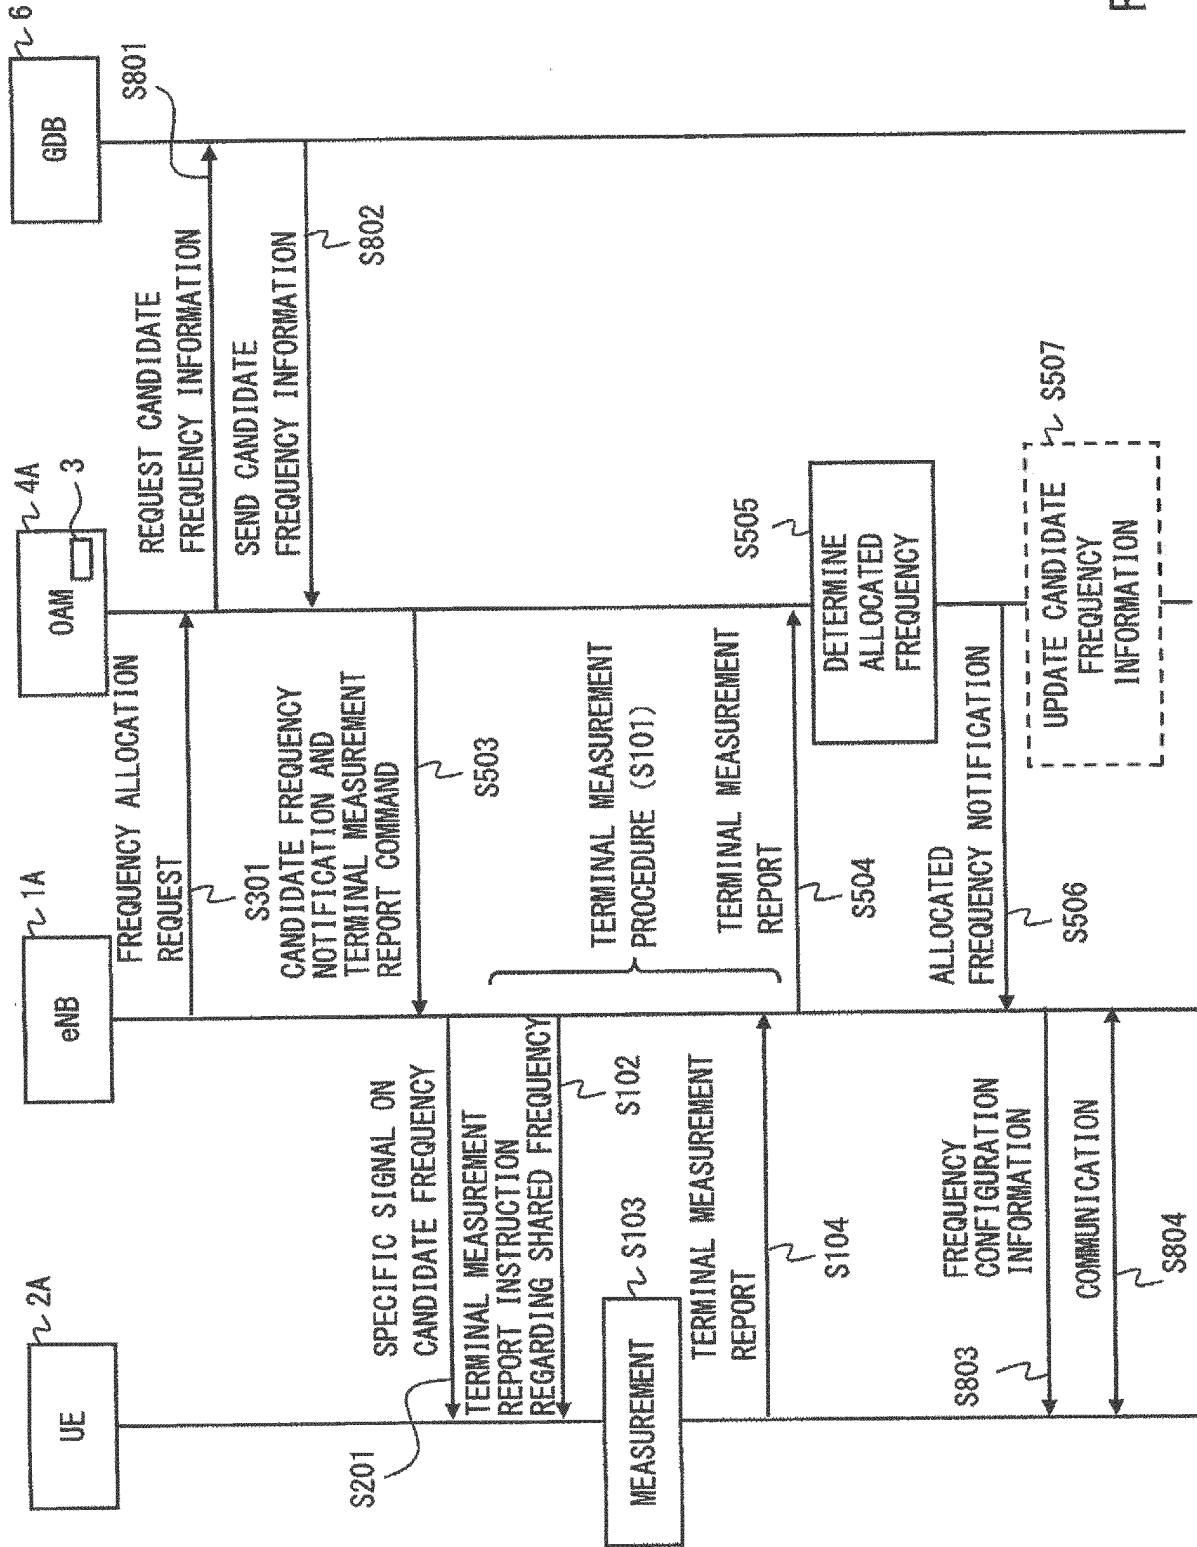 UE
2A
eNB
1A
OAM
4A
3
GDB
6
FREQUENCY ALLOCATION
REQUEST
S301
REQUEST CANDIDATE
FREQUENCY INFORMATION
S801
SEND CANDIDATE
FREQUENCY INFORMATION
S802
CANDIDATE FREQUENCY
NOTIFICATION AND
TERMINAL MEASUREMENT
REPORT COMMAND
S503
SPECIFIC SIGNAL ON
CANDIDATE FREQUENCY
S201
TERMINAL MEASUREMENT
REPORT INSTRUCTION
REGARDING SHARED FREQUENCY
S102
TERMINAL MEASUREMENT
PROCEDURE (S101)
MEASUREMENT
S103
TERMINAL MEASUREMENT
REPORT
S104
TERMINAL MEASUREMENT
REPORT
S504
DETERMINE
ALLOCATED
FREQUENCY
S505
ALLOCATED
FREQUENCY NOTIFICATION
S506
UPDATE CANDIDATE
FREQUENCY
INFORMATION
S507
FREQUENCY
CONFIGURATION
INFORMATION
S803
COMMUNICATION
S804